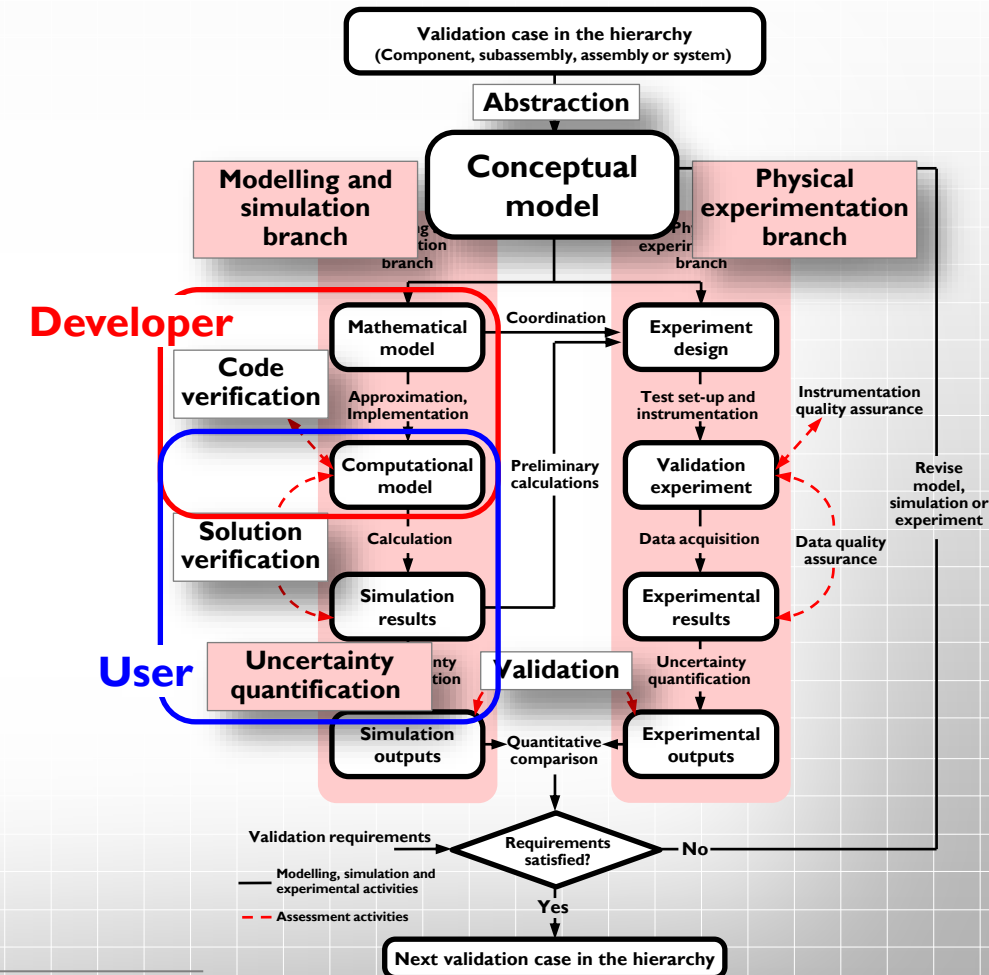 Validation case in the hierarchy
(Component, subassembly, assembly or system)
Abstraction
Conceptual
model
Modelling and
simulation
branch
Physical
experimentation
branch
branch
branch
Developer
Mathematical
model
Coordination
Experiment
design
Code
verification
Approximation,
Implementation
Test set-up and
instrumentation
Instrumentation
quality assurance
Computational
model
Preliminary
calculations
Validation
experiment
Revise
model,
simulation or
experiment
Solution
verification
Calculation
Data acquisition
Data quality
assurance
Simulation
results
Experimental
results
User
Uncertainty
quantification
Validation
Uncertainty
quantification
Simulation
outputs
Quantitative
comparison
Experimental
outputs
Validation requirements
Requirements
satisfied?
No
Modelling, simulation and
experimental activities
Assessment activities
Yes
Next validation case in the hierarchy